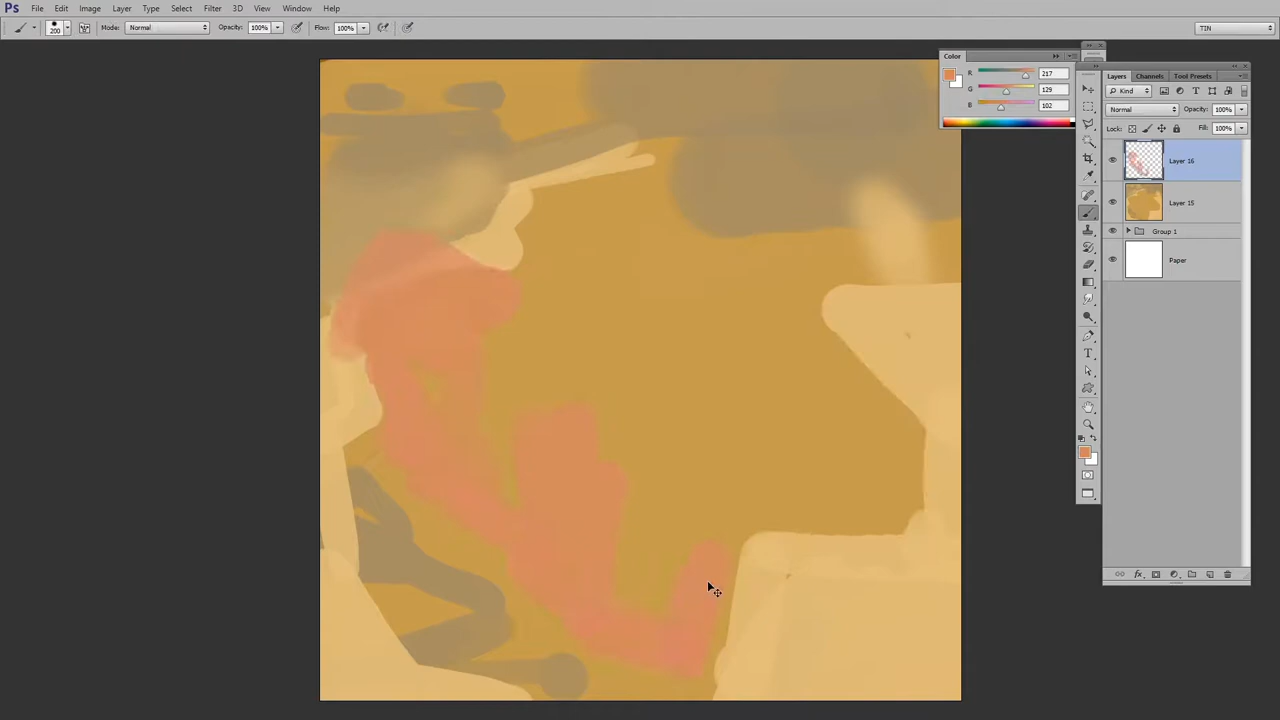 Ps File Edit Image Layer Type Select Filter 3D View Window Help
200 Mode: Normal Opacity: 100% Flow: 100% TIN
Color
R 217
G 129
B 102
Layers Channels Tool Presets
Kind T
Normal Opacity: 100%
Lock: Fill: 100%
Layer 16
Layer 15
Group 1
Paper
T
fx